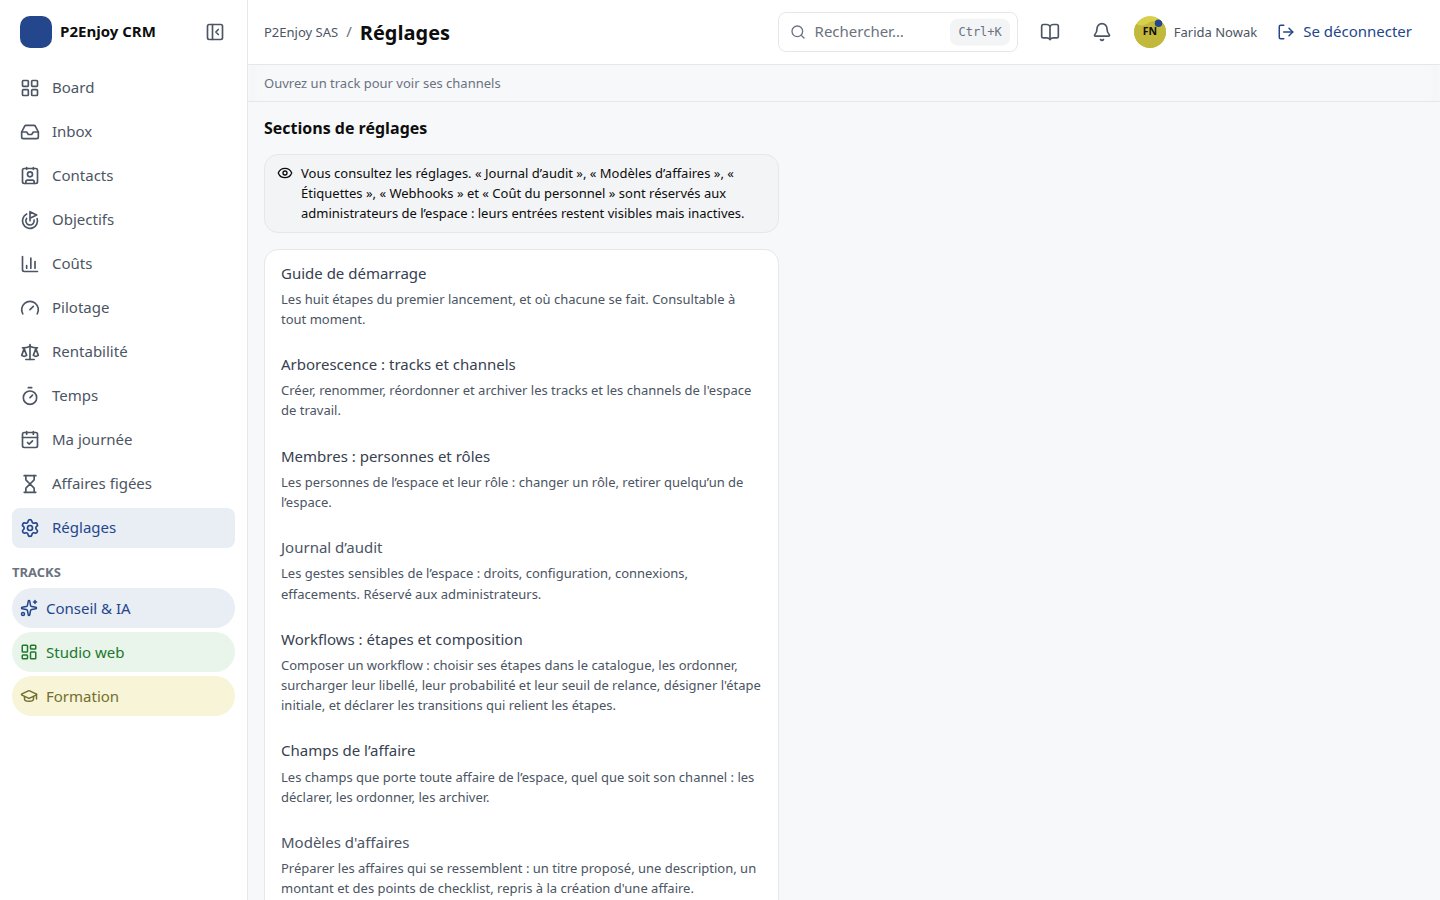 P2Enjoy CRM
P2Enjoy SAS / Réglages
Rechercher...
Ctrl+K
FN
Farida Nowak
Se déconnecter
Board
Inbox
Contacts
Objectifs
Coûts
Pilotage
Rentabilité
Temps
Ma journée
Affaires figées
Réglages
TRACKS
Conseil & IA
Studio web
Formation
Ouvrez un track pour voir ses channels
Sections de réglages
Vous consultez les réglages. « Journal d’audit », « Modèles d’affaires », «
Étiquettes », « Webhooks » et « Coût du personnel » sont réservés aux
administrateurs de l’espace : leurs entrées restent visibles mais inactives.
Guide de démarrage
Les huit étapes du premier lancement, et où chacune se fait. Consultable à
tout moment.
Arborescence : tracks et channels
Créer, renommer, réordonner et archiver les tracks et les channels de l'espace
de travail.
Membres : personnes et rôles
Les personnes de l’espace et leur rôle : changer un rôle, retirer quelqu’un de
l’espace.
Journal d’audit
Les gestes sensibles de l’espace : droits, configuration, connexions,
effacements. Réservé aux administrateurs.
Workflows : étapes et composition
Composer un workflow : choisir ses étapes dans le catalogue, les ordonner,
surcharger leur libellé, leur probabilité et leur seuil de relance, désigner l'étape
initiale, et déclarer les transitions qui relient les étapes.
Champs de l’affaire
Les champs que porte toute affaire de l’espace, quel que soit son channel : les
déclarer, les ordonner, les archiver.
Modèles d'affaires
Préparer les affaires qui se ressemblent : un titre proposé, une description, un
montant et des points de checklist, repris à la création d'une affaire.